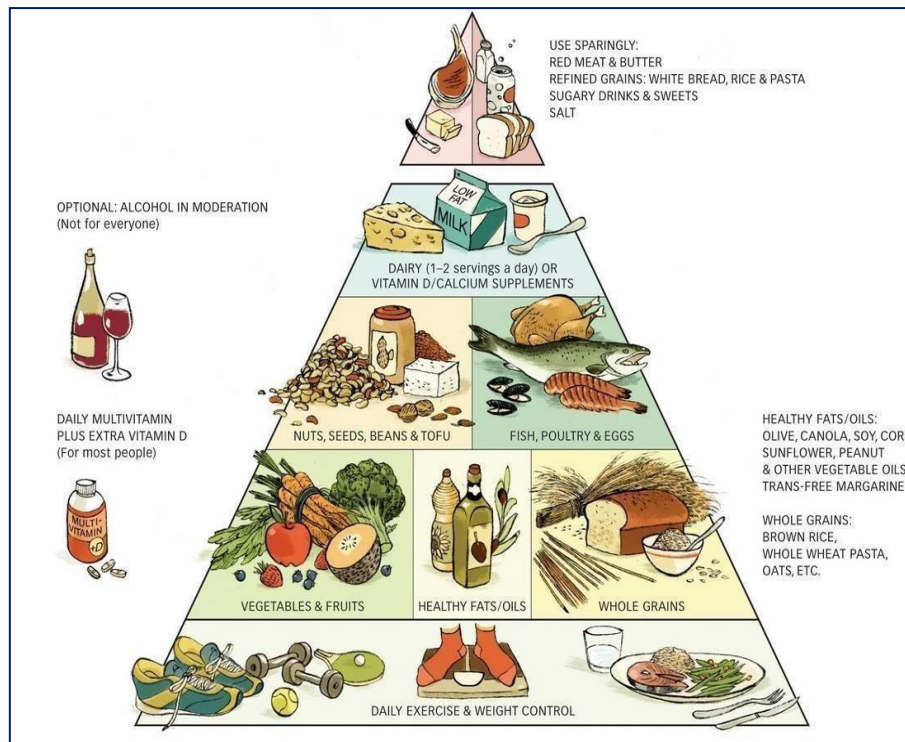 USE SPARINGLY:
RED MEAT & BUTTER
REFINED GRAINS: WHITE BREAD, RICE & PASTA
SUGARY DRINKS & SWEETS
SALT
OPTIONAL: ALCOHOL IN MODERATION
(Not for everyone)
LOW
FAT
MILK
DAIRY (1–2 servings a day) OR
VITAMIN D/CALCIUM SUPPLEMENTS
NUTS, SEEDS, BEANS & TOFU
FISH, POULTRY & EGGS
DAILY MULTIVITAMIN
PLUS EXTRA VITAMIN D
(For most people)
MULTI-
VITAMIN
+D
HEALTHY FATS/OILS:
OLIVE, CANOLA, SOY, COR
SUNFLOWER, PEANUT
& OTHER VEGETABLE OILS
TRANS-FREE MARGARINE
WHOLE GRAINS:
BROWN RICE,
WHOLE WHEAT PASTA,
OATS, ETC.
VEGETABLES & FRUITS
HEALTHY FATS/OILS
WHOLE GRAINS
DAILY EXERCISE & WEIGHT CONTROL